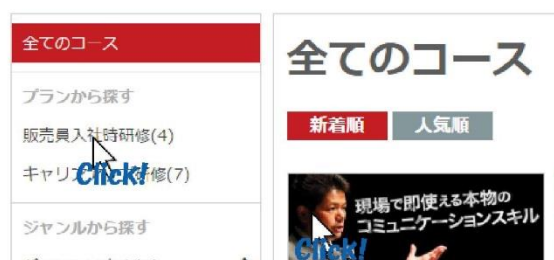 全てのコース
プランから探す
販売員入社時研修(4)
キャリア 研修(7)
Click!
ジャンルから探す
全てのコース
新着順
人気順
現場で即使える本物の
コミュニケーションスキル
Click!